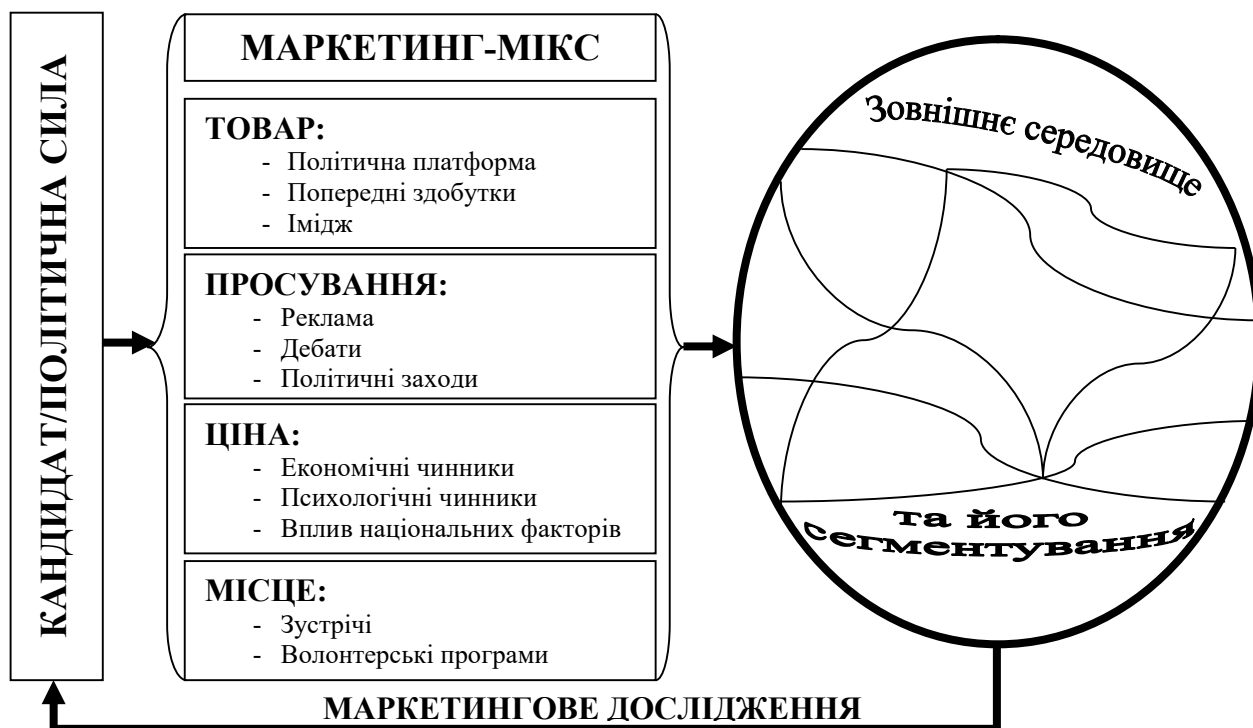 КАНДИДАТ/ПОЛІТИЧНА СИЛА
МАРКЕТИНГ-МІКС
ТОВАР:
- Політична платформа
- Попередні здобутки
- Імідж
ПРОСУВАННЯ:
- Реклама
- Дебати
- Політичні заходи
ЦІНА:
- Економічні чинники
- Психологічні чинники
- Вплив національних факторів
МІСЦЕ:
- Зустрічі
- Волонтерські програми
Зовнішнє середовище
та його
сегментування
МАРКЕТИНГОВЕ ДОСЛІДЖЕННЯ